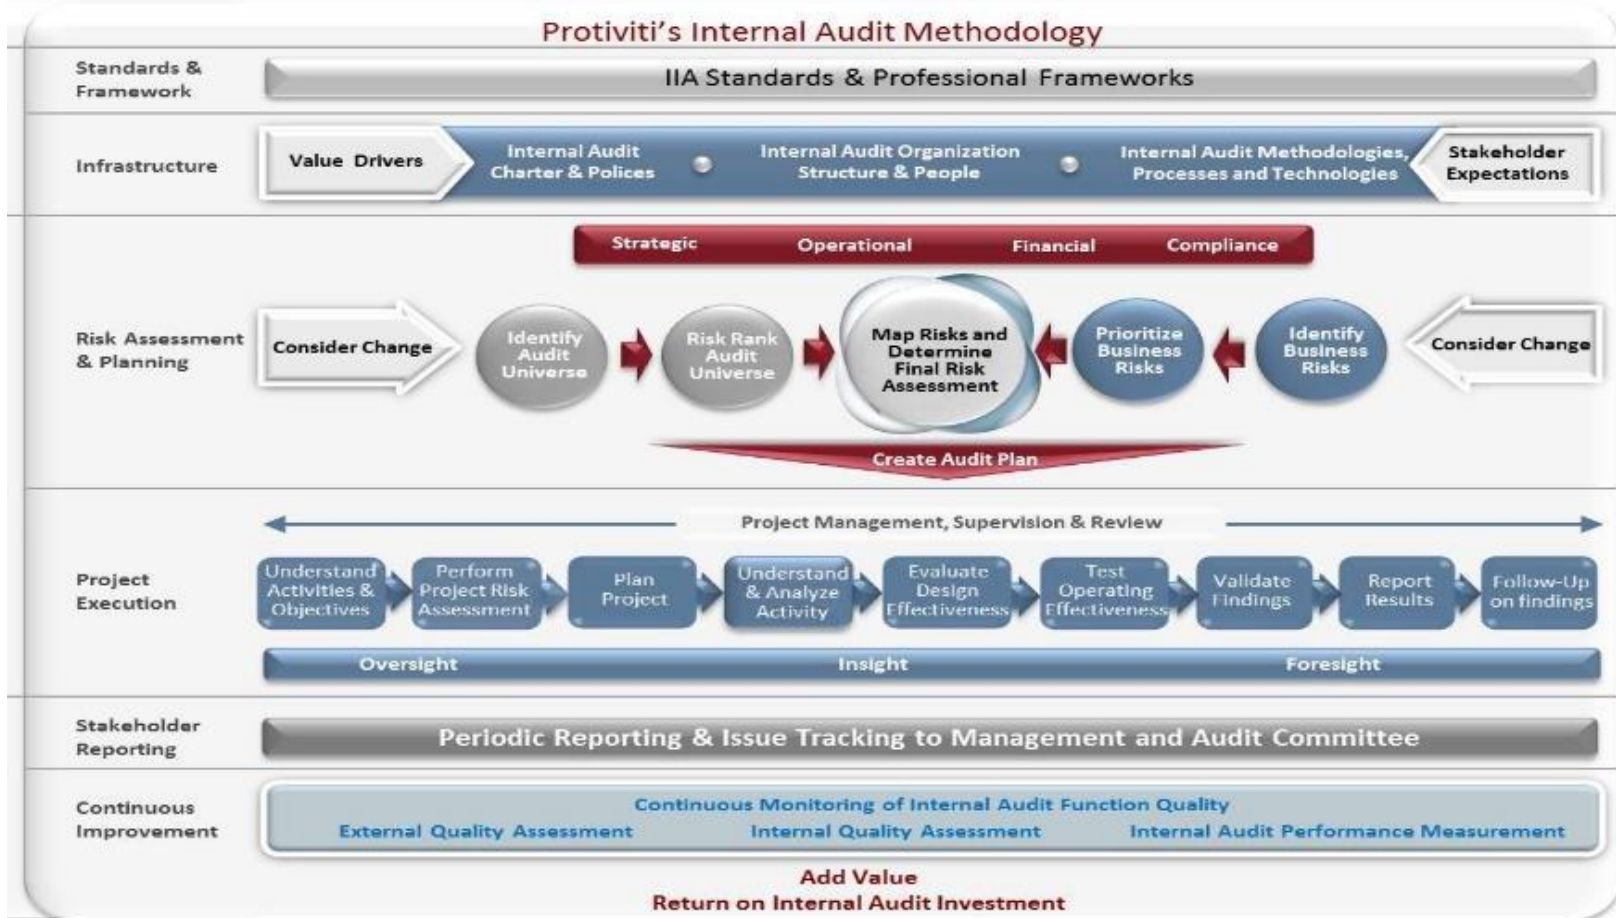 Protiviti's Internal Audit Methodology
Standards &
Framework
IIA Standards & Professional Frameworks
Infrastructure
Value Drivers
Internal Audit
Charter & Polices
Internal Audit Organization
Structure & People
Internal Audit Methodologies,
Processes and Technologies
Stakeholder
Expectations
Strategic
Operational
Financial
Compliance
Risk Assessment
& Planning
Consider Change
Identify
Audit
Universe
Risk Rank
Audit
Universe
Map Risks and
Determine
Final Risk
Assessment
Prioritize
Business
Risks
Identify
Business
Risks
Consider Change
Create Audit Plan
Project Management, Supervision & Review
Project
Execution
Understand
Activities &
Objectives
Perform
Project Risk
Assessment
Plan
Project
Understand
& Analyze
Activity
Evaluate
Design
Effectiveness
Test
Operating
Effectiveness
Validate
Findings
Report
Results
Follow-Up
on findings
Oversight
Insight
Foresight
Stakeholder
Reporting
Periodic Reporting & Issue Tracking to Management and Audit Committee
Continuous
Improvement
Continuous Monitoring of Internal Audit Function Quality
External Quality Assessment
Internal Quality Assessment
Internal Audit Performance Measurement
Add Value
Return on Internal Audit Investment